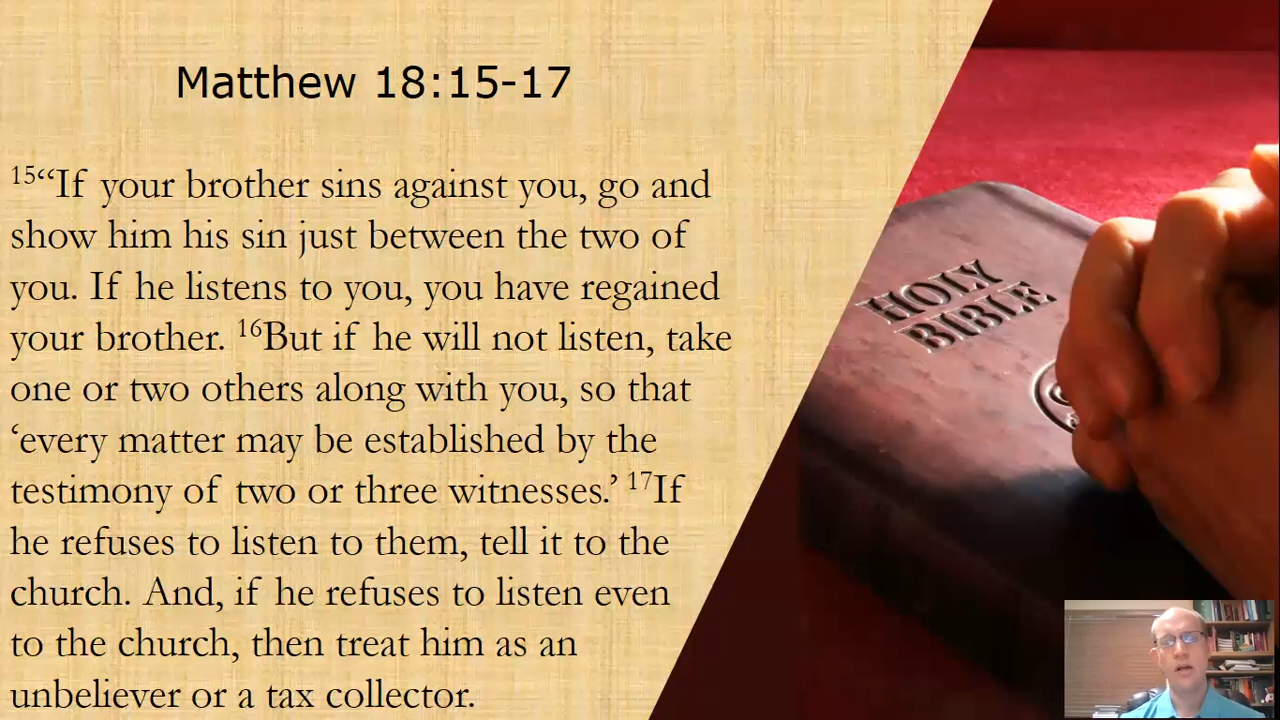 Matthew 18:15-17
¹⁵“If your brother sins against you, go and
show him his sin just between the two of
you. If he listens to you, you have regained
your brother. ¹⁶But if he will not listen, take
one or two others along with you, so that
‘every matter may be established by the
testimony of two or three witnesses.’ ¹⁷If
he refuses to listen to them, tell it to the
church. And, if he refuses to listen even
to the church, then treat him as an
unbeliever or a tax collector.
HOLY
BIBLE